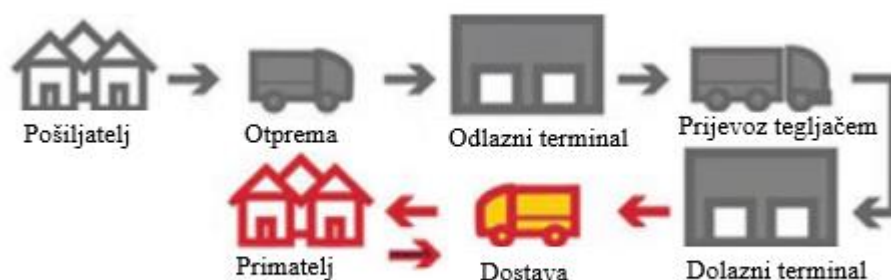 Pošiljatelj
Otprema
Odlazni terminal
Prijevoz tegljačem
Primatelj
Dostava
Dolazni terminal